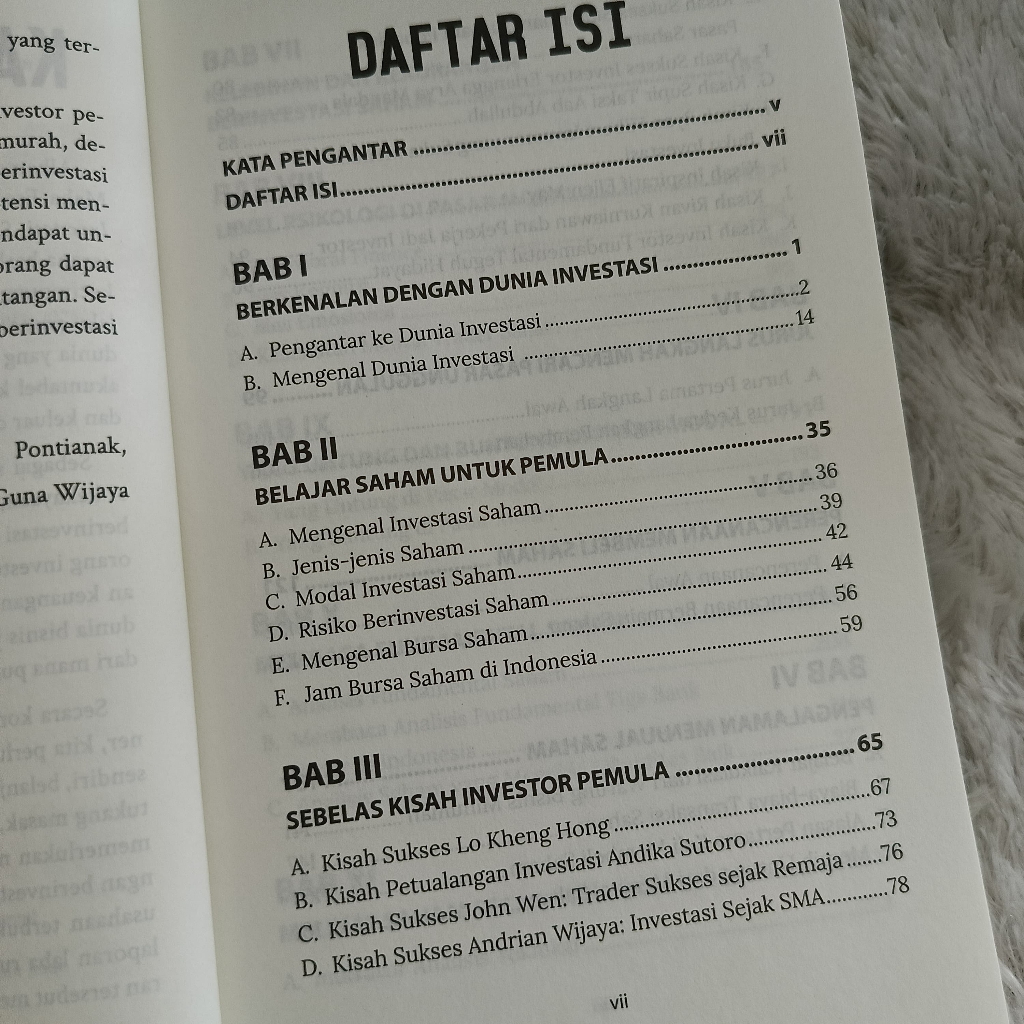 yang ter-
vestor pe-
murah, de-
erinvestasi
tensi men-
ndapat un-
orang dapat
tangan. Se-
berinvestasi
Pontianak,
Guna Wijaya
DAFTAR ISI
KATA PENGANTAR ........ v
DAFTAR ISI........ vii
BAB I
BERKENALAN DENGAN DUNIA INVESTASI ........ 1
A. Pengantar ke Dunia Investasi ........ 2
B. Mengenal Dunia Investasi ........ 14
BAB II
BELAJAR SAHAM UNTUK PEMULA........ 35
A. Mengenal Investasi Saham ........ 36
B. Jenis-jenis Saham ........ 39
C. Modal Investasi Saham........ 42
D. Risiko Berinvestasi Saham ........ 44
E. Mengenal Bursa Saham ........ 56
F. Jam Bursa Saham di Indonesia ........ 59
BAB III
SEBELAS KISAH INVESTOR PEMULA ........ 65
A. Kisah Sukses Lo Kheng Hong ........ 67
B. Kisah Petualangan Investasi Andika Sutoro........ 73
C. Kisah Sukses John Wen: Trader Sukses sejak Remaja ....... 76
D. Kisah Sukses Andrian Wijaya: Investasi Sejak SMA........... 78
vii